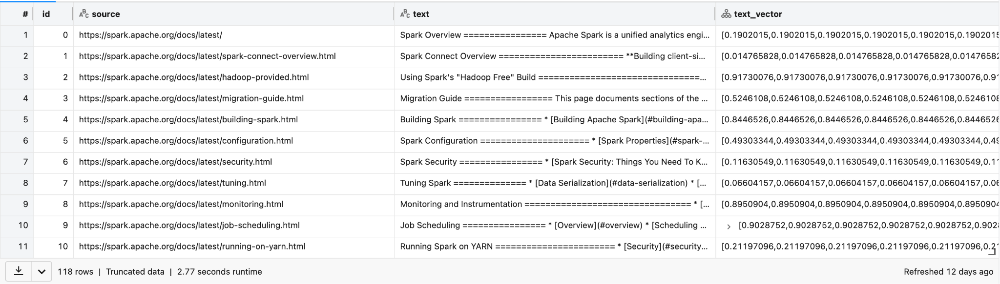 # id source text text_vector
1 0 https://spark.apache.org/docs/latest/ Spark Overview ================ Apache Spark is a unified analytics engi... [0.1902015,0.1902015,0.1902015,0.1902015,0.1902015,0.1902015
2 1 https://spark.apache.org/docs/latest/spark-connect-overview.html Spark Connect Overview ======================== **Building client-si... [0.014765828,0.014765828,0.014765828,0.014765828,0.01476582
3 2 https://spark.apache.org/docs/latest/hadoop-provided.html Using Spark's "Hadoop Free" Build ===============================... [0.91730076,0.91730076,0.91730076,0.91730076,0.91730076,0.91
4 3 https://spark.apache.org/docs/latest/migration-guide.html Migration Guide ================= This page documents sections of the ... [0.5246108,0.5246108,0.5246108,0.5246108,0.5246108,0.5246108
5 4 https://spark.apache.org/docs/latest/building-spark.html Building Spark ================ * [Building Apache Spark](#building-apa... [0.8446526,0.8446526,0.8446526,0.8446526,0.8446526,0.8446526
6 5 https://spark.apache.org/docs/latest/configuration.html Spark Configuration ===================== * [Spark Properties](#spark-... [0.49303344,0.49303344,0.49303344,0.49303344,0.49303344,0.49
7 6 https://spark.apache.org/docs/latest/security.html Spark Security ================ * [Spark Security: Things You Need To K... [0.11630549,0.11630549,0.11630549,0.11630549,0.11630549,0.11
8 7 https://spark.apache.org/docs/latest/tuning.html Tuning Spark ============== * [Data Serialization](#data-serialization) * [... [0.06604157,0.06604157,0.06604157,0.06604157,0.06604157,0.06
9 8 https://spark.apache.org/docs/latest/monitoring.html Monitoring and Instrumentation ================================ * [... [0.8950904,0.8950904,0.8950904,0.8950904,0.8950904,0.8950904
10 9 https://spark.apache.org/docs/latest/job-scheduling.html Job Scheduling ================ * [Overview](#overview) * [Scheduling ... [0.9028752,0.9028752,0.9028752,0.9028752,0.9028752,0.902
11 10 https://spark.apache.org/docs/latest/running-on-yarn.html Running Spark on YARN ======================= * [Security](#security... [0.21197096,0.21197096,0.21197096,0.21197096,0.21197096,0.21
118 rows | Truncated data | 2.77 seconds runtime Refreshed 12 days ago